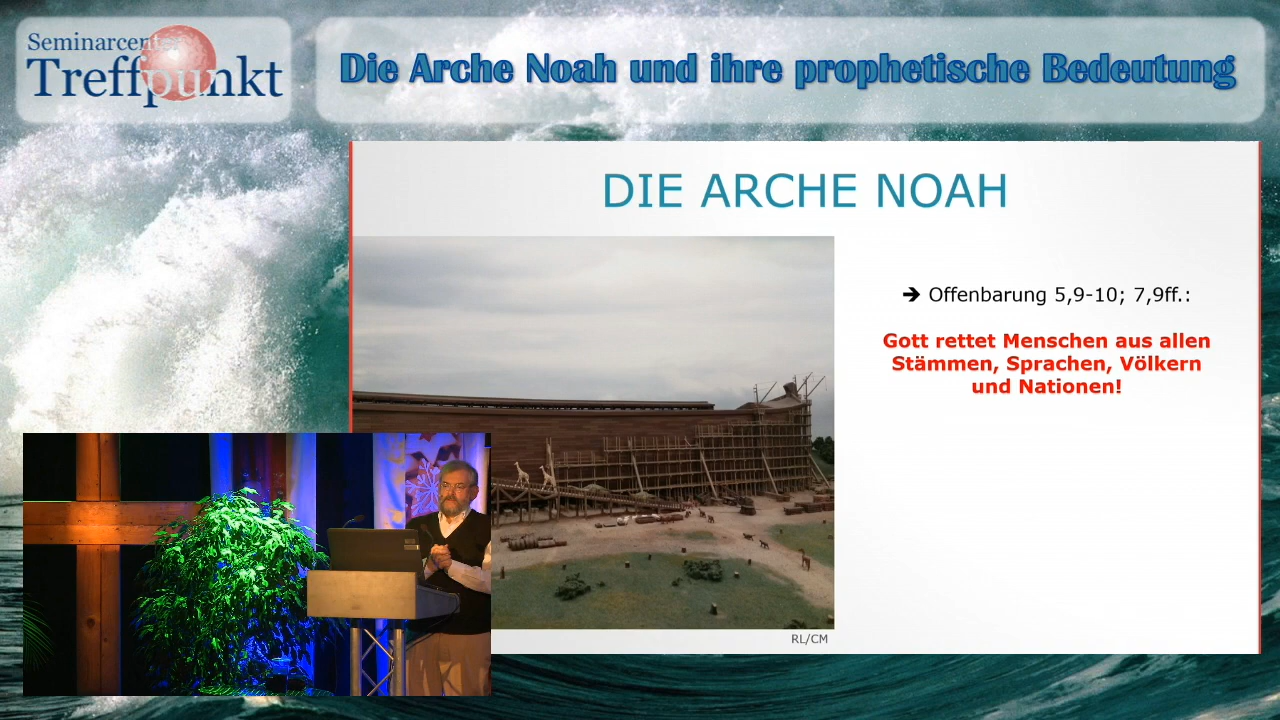 Seminarcenter
Treffpunkt
Die Arche Noah und ihre prophetische Bedeutung
DIE ARCHE NOAH
➔ Offenbarung 5,9-10; 7,9ff.:
Gott rettet Menschen aus allen
Stämmen, Sprachen, Völkern
und Nationen!
RL/CM